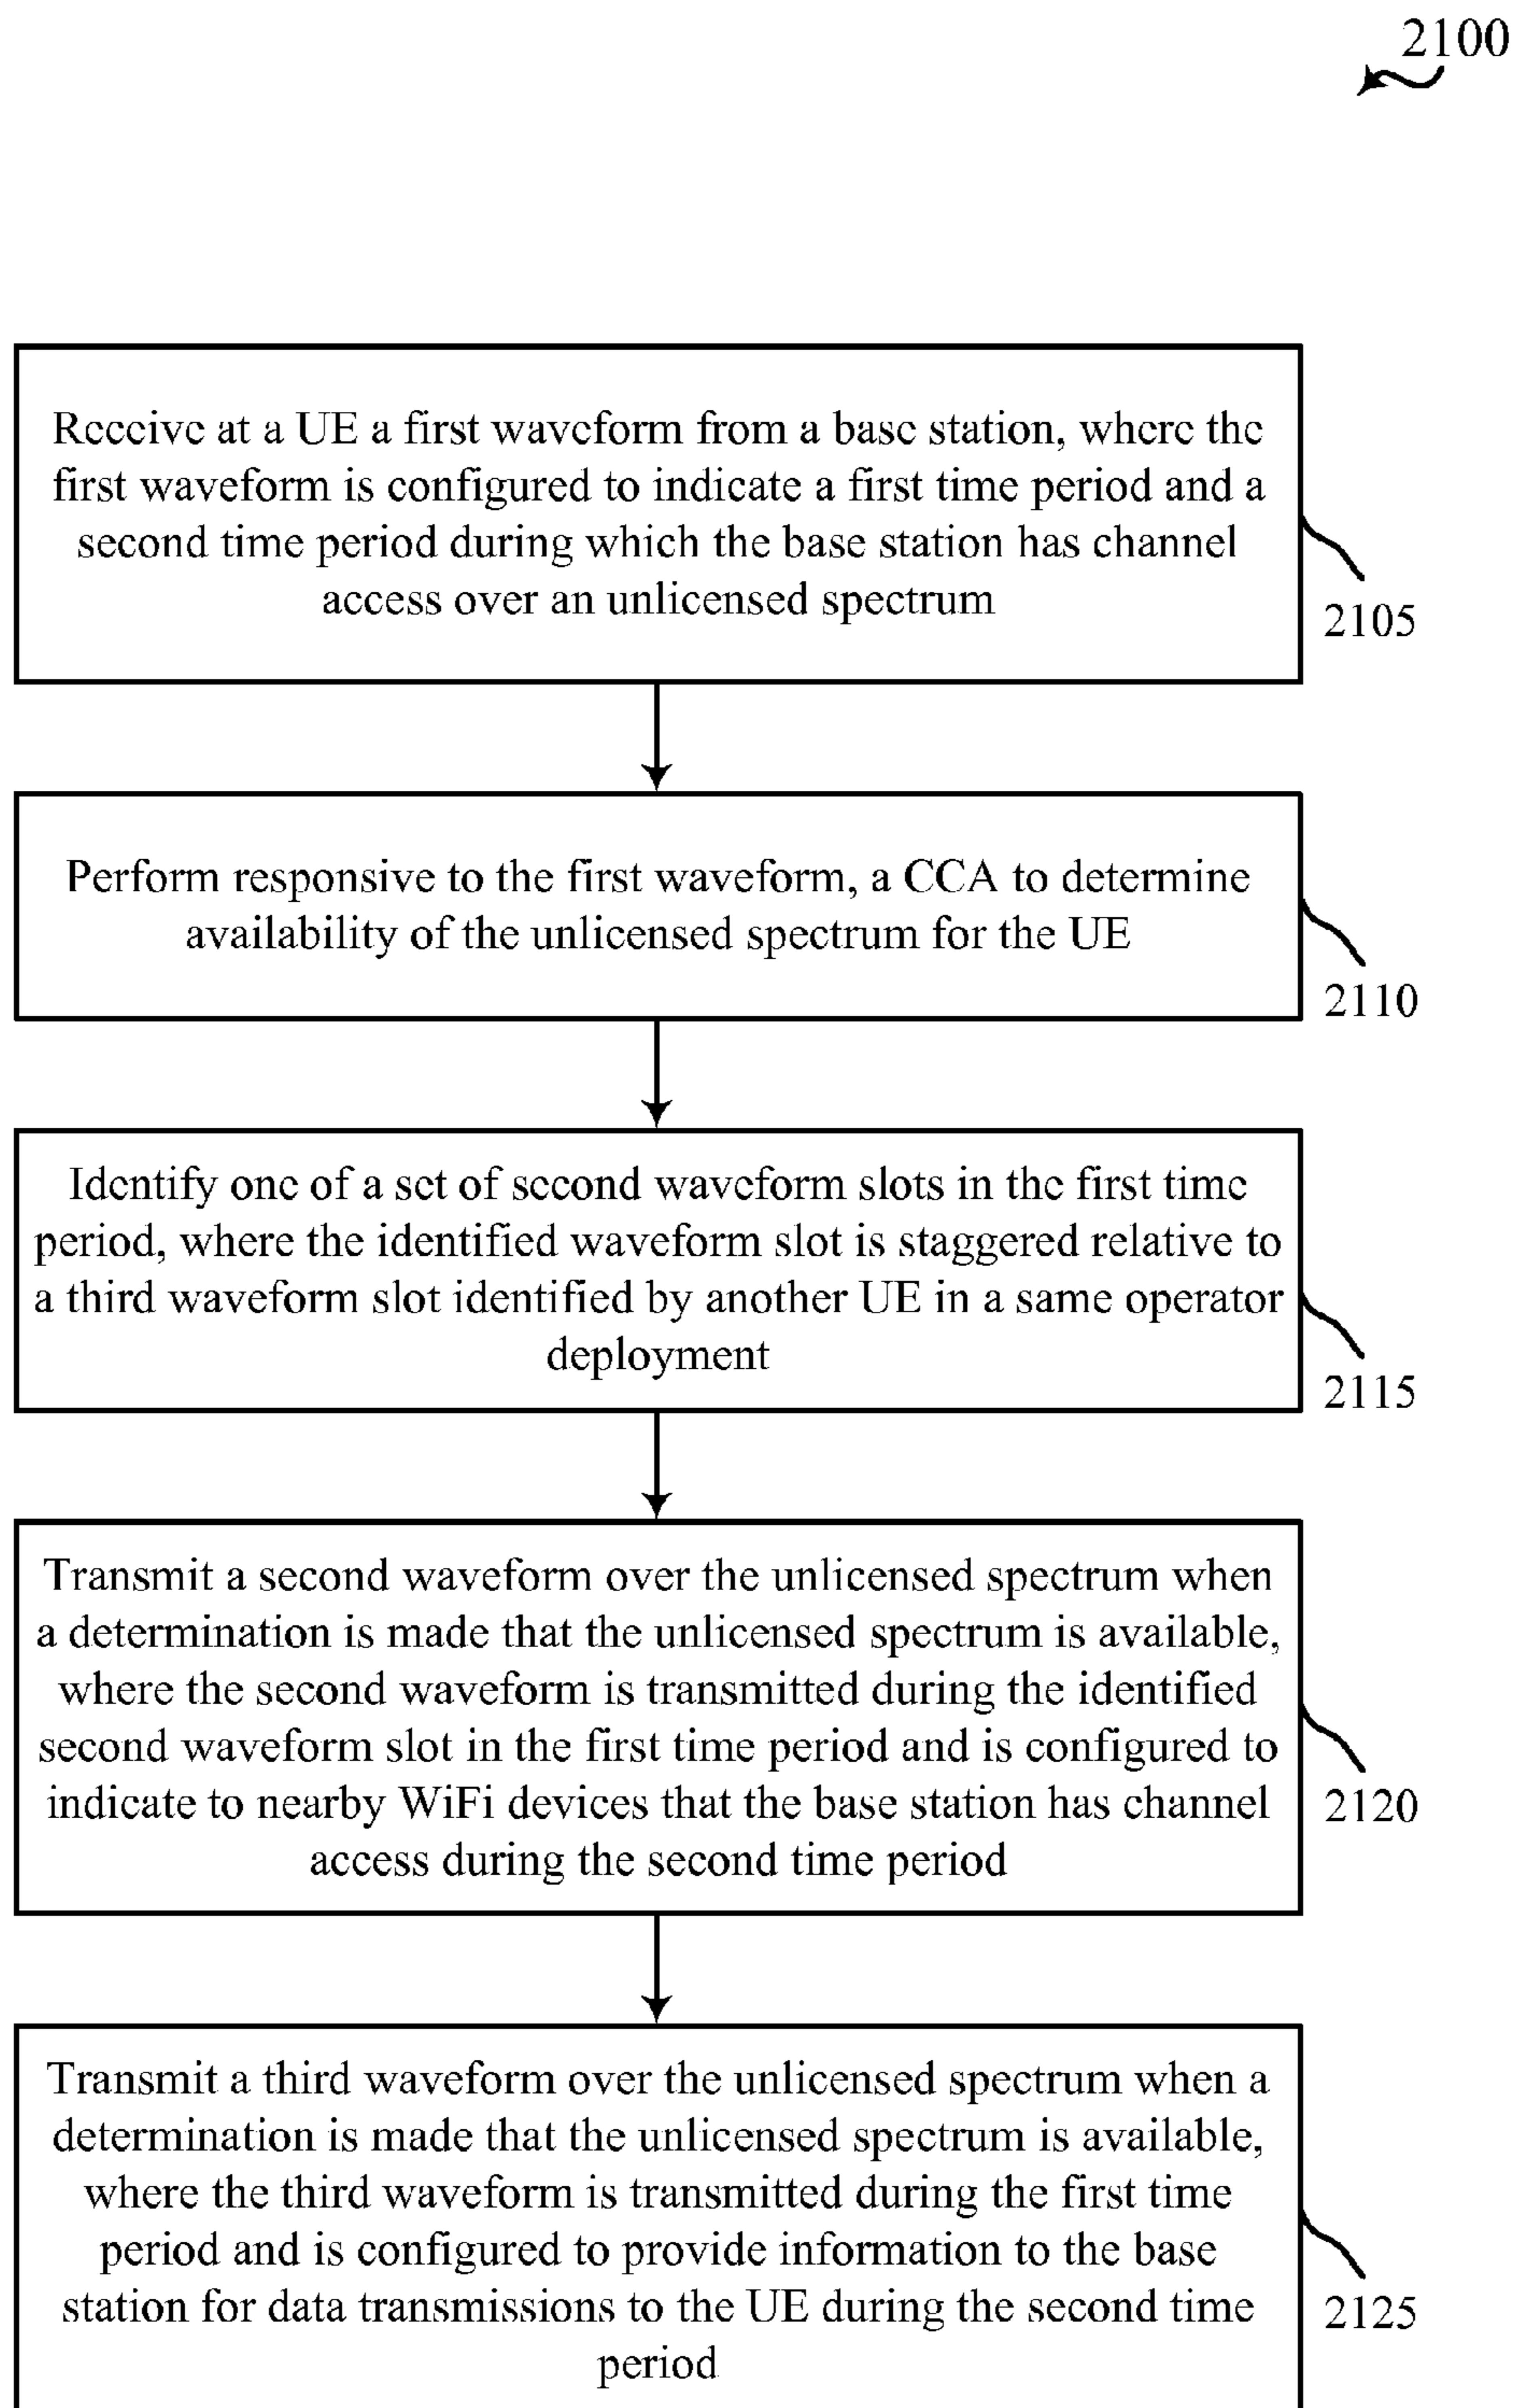 2100
Receive at a UE a first waveform from a base station, where the
first waveform is configured to indicate a first time period and a
second time period during which the base station has channel
access over an unlicensed spectrum
2105
Perform responsive to the first waveform, a CCA to determine
availability of the unlicensed spectrum for the UE
2110
Identify one of a set of second waveform slots in the first time
period, where the identified waveform slot is staggered relative to
a third waveform slot identified by another UE in a same operator
deployment
2115
Transmit a second waveform over the unlicensed spectrum when
a determination is made that the unlicensed spectrum is available,
where the second waveform is transmitted during the identified
second waveform slot in the first time period and is configured to
indicate to nearby WiFi devices that the base station has channel
access during the second time period
2120
Transmit a third waveform over the unlicensed spectrum when a
determination is made that the unlicensed spectrum is available,
where the third waveform is transmitted during the first time
period and is configured to provide information to the base
station for data transmissions to the UE during the second time
period
2125